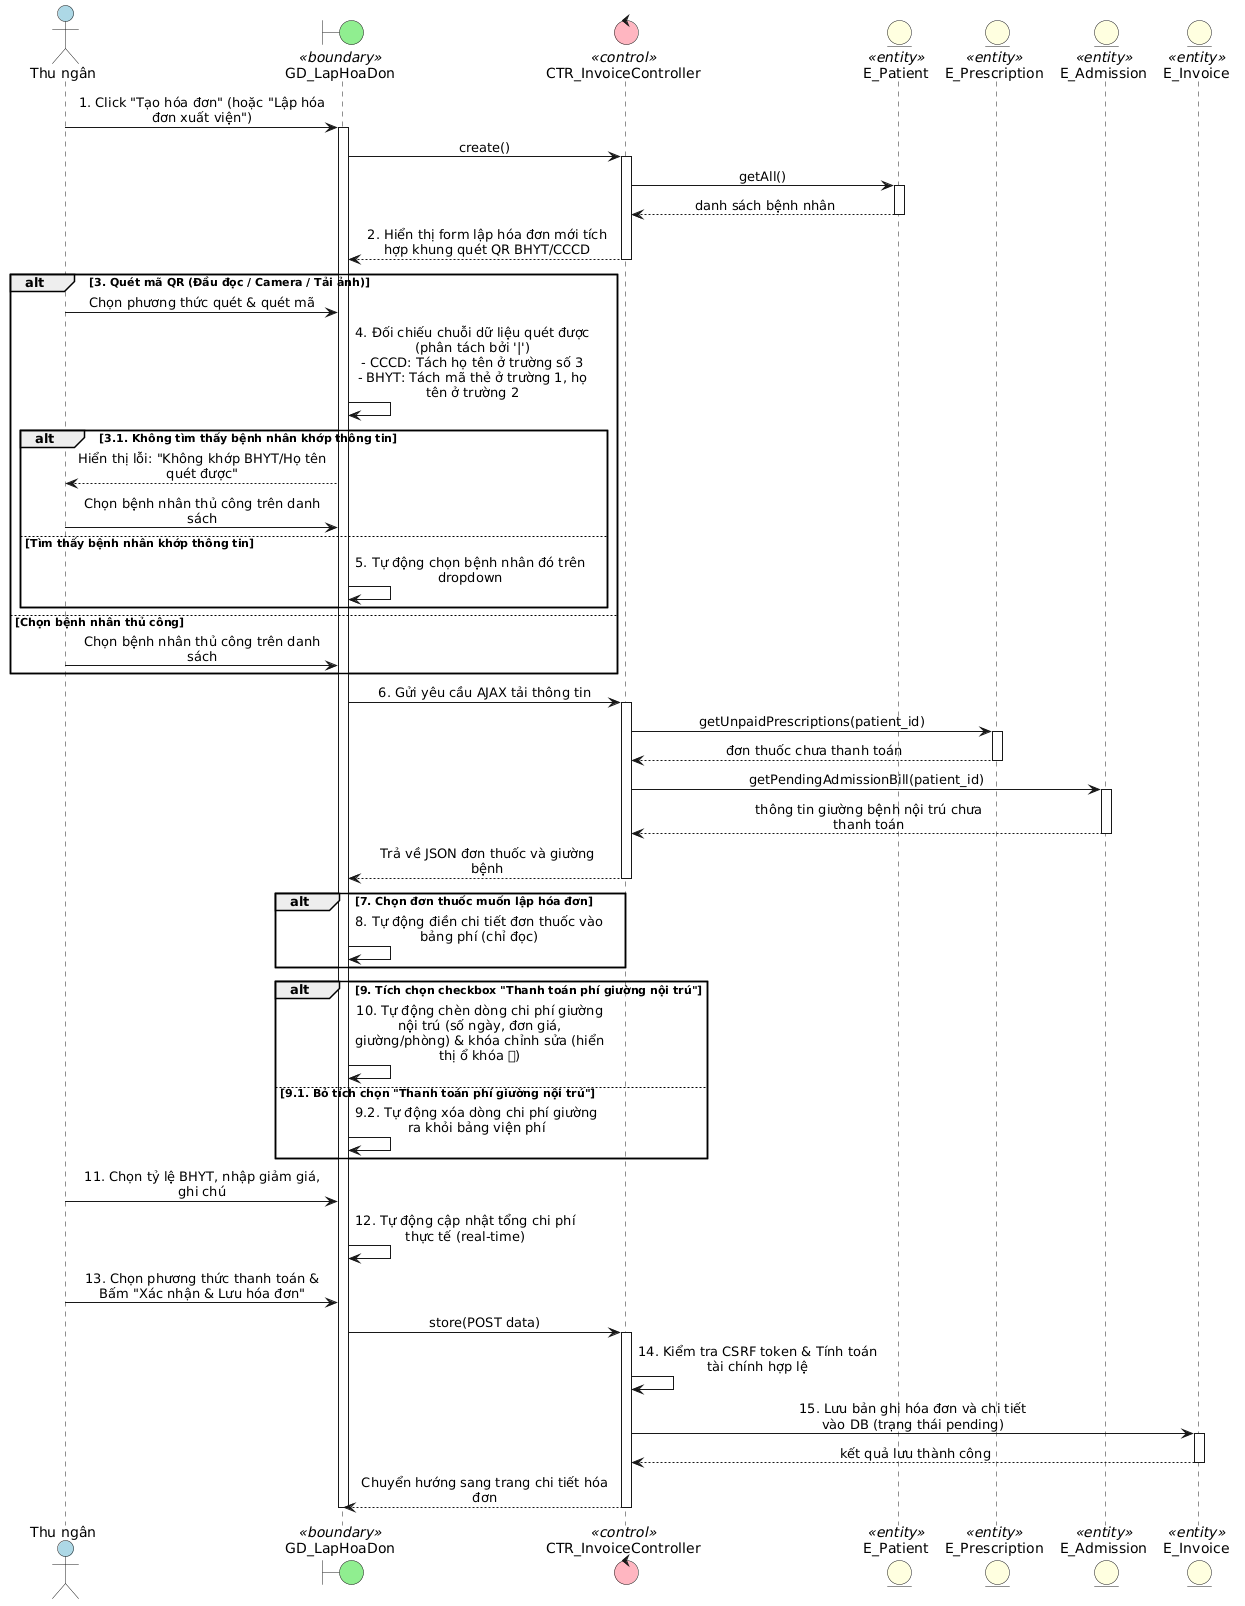 «boundary»
«control»
«entity»
«entity»
«entity»
«entity»
Thu ngân
GD_LapHoaDon
CTR_InvoiceController
E_Patient
E_Prescription
E_Admission
E_Invoice
1. Click "Tạo hóa đơn" (hoặc "Lập hóa
đơn xuất viện")
create()
getAll()
danh sách bệnh nhân
2. Hiển thị form lập hóa đơn mới tích
hợp khung quét QR BHYT/CCCD
alt
[3. Quét mã QR (Đầu đọc / Camera / Tải ảnh)]
Chọn phương thức quét & quét mã
4. Đối chiếu chuỗi dữ liệu quét được
(phân tách bởi '|')
- CCCD: Tách họ tên ở trường số 3
- BHYT: Tách mã thẻ ở trường 1, họ
tên ở trường 2
alt
[3.1. Không tìm thấy bệnh nhân khớp thông tin]
Hiển thị lỗi: "Không khớp BHYT/Họ tên
quét được"
Chọn bệnh nhân thủ công trên danh
sách
[Tìm thấy bệnh nhân khớp thông tin]
5. Tự động chọn bệnh nhân đó trên
dropdown
[Chọn bệnh nhân thủ công]
Chọn bệnh nhân thủ công trên danh
sách
6. Gửi yêu cầu AJAX tải thông tin
getUnpaidPrescriptions(patient_id)
đơn thuốc chưa thanh toán
getPendingAdmissionBill(patient_id)
thông tin giường bệnh nội trú chưa
thanh toán
Trả về JSON đơn thuốc và giường
bệnh
alt
[7. Chọn đơn thuốc muốn lập hóa đơn]
8. Tự động điền chi tiết đơn thuốc vào
bảng phí (chỉ đọc)
alt
[9. Tích chọn checkbox "Thanh toán phí giường nội trú"]
10. Tự động chèn dòng chi phí giường
nội trú (số ngày, đơn giá,
giường/phòng) & khóa chỉnh sửa (hiển
thị ổ khóa )
[9.1. Bỏ tích chọn "Thanh toán phí giường nội trú"]
9.2. Tự động xóa dòng chi phí giường
ra khỏi bảng viện phí
11. Chọn tỷ lệ BHYT, nhập giảm giá,
ghi chú
12. Tự động cập nhật tổng chi phí
thực tế (real-time)
13. Chọn phương thức thanh toán &
Bấm "Xác nhận & Lưu hóa đơn"
store(POST data)
14. Kiểm tra CSRF token & Tính toán
tài chính hợp lệ
15. Lưu bản ghi hóa đơn và chi tiết
vào DB (trạng thái pending)
kết quả lưu thành công
Chuyển hướng sang trang chi tiết hóa
đơn
Thu ngân
«boundary»
«control»
«entity»
«entity»
«entity»
«entity»
GD_LapHoaDon
CTR_InvoiceController
E_Patient
E_Prescription
E_Admission
E_Invoice